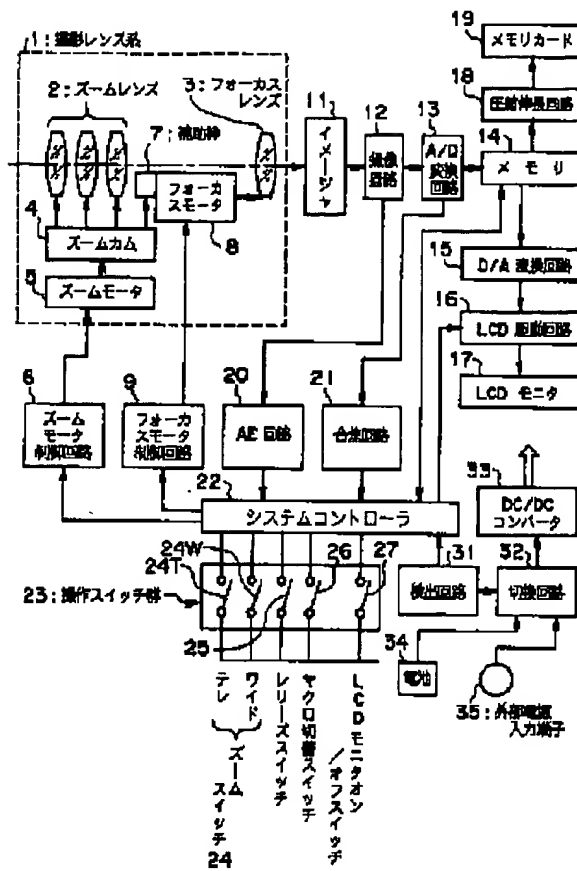 1:撮影レンズ系
2:ズームレンズ
3:フォーカス
レンズ
7:補助枠
フォーカ
スモータ
8
4
ズームカム
5
ズームモータ
11
イメージャ
12
撮像
回路
13
A/D
変換
回路
19
メモリカード
18
圧縮伸長回路
14
メモリ
15
D/A変換回路
16
LCD駆動回路
17
LCDモニタ
6
ズーム
モータ
制御回路
9
フォーカ
スモータ
制御回路
20
AE回路
21
合焦回路
22
システムコントローラ
33
DC/DC
コンバータ
31
検出回路
32
切換回路
34
電池
35:外部電源
入力端子
23:操作スイッチ群
24T
24W
25
26
27
テレ
ワイド
ズーム
スイッチ
24
レリーズスイッチ
マクロ切替スイッチ
LCDモニタオン
/オフスイッチ